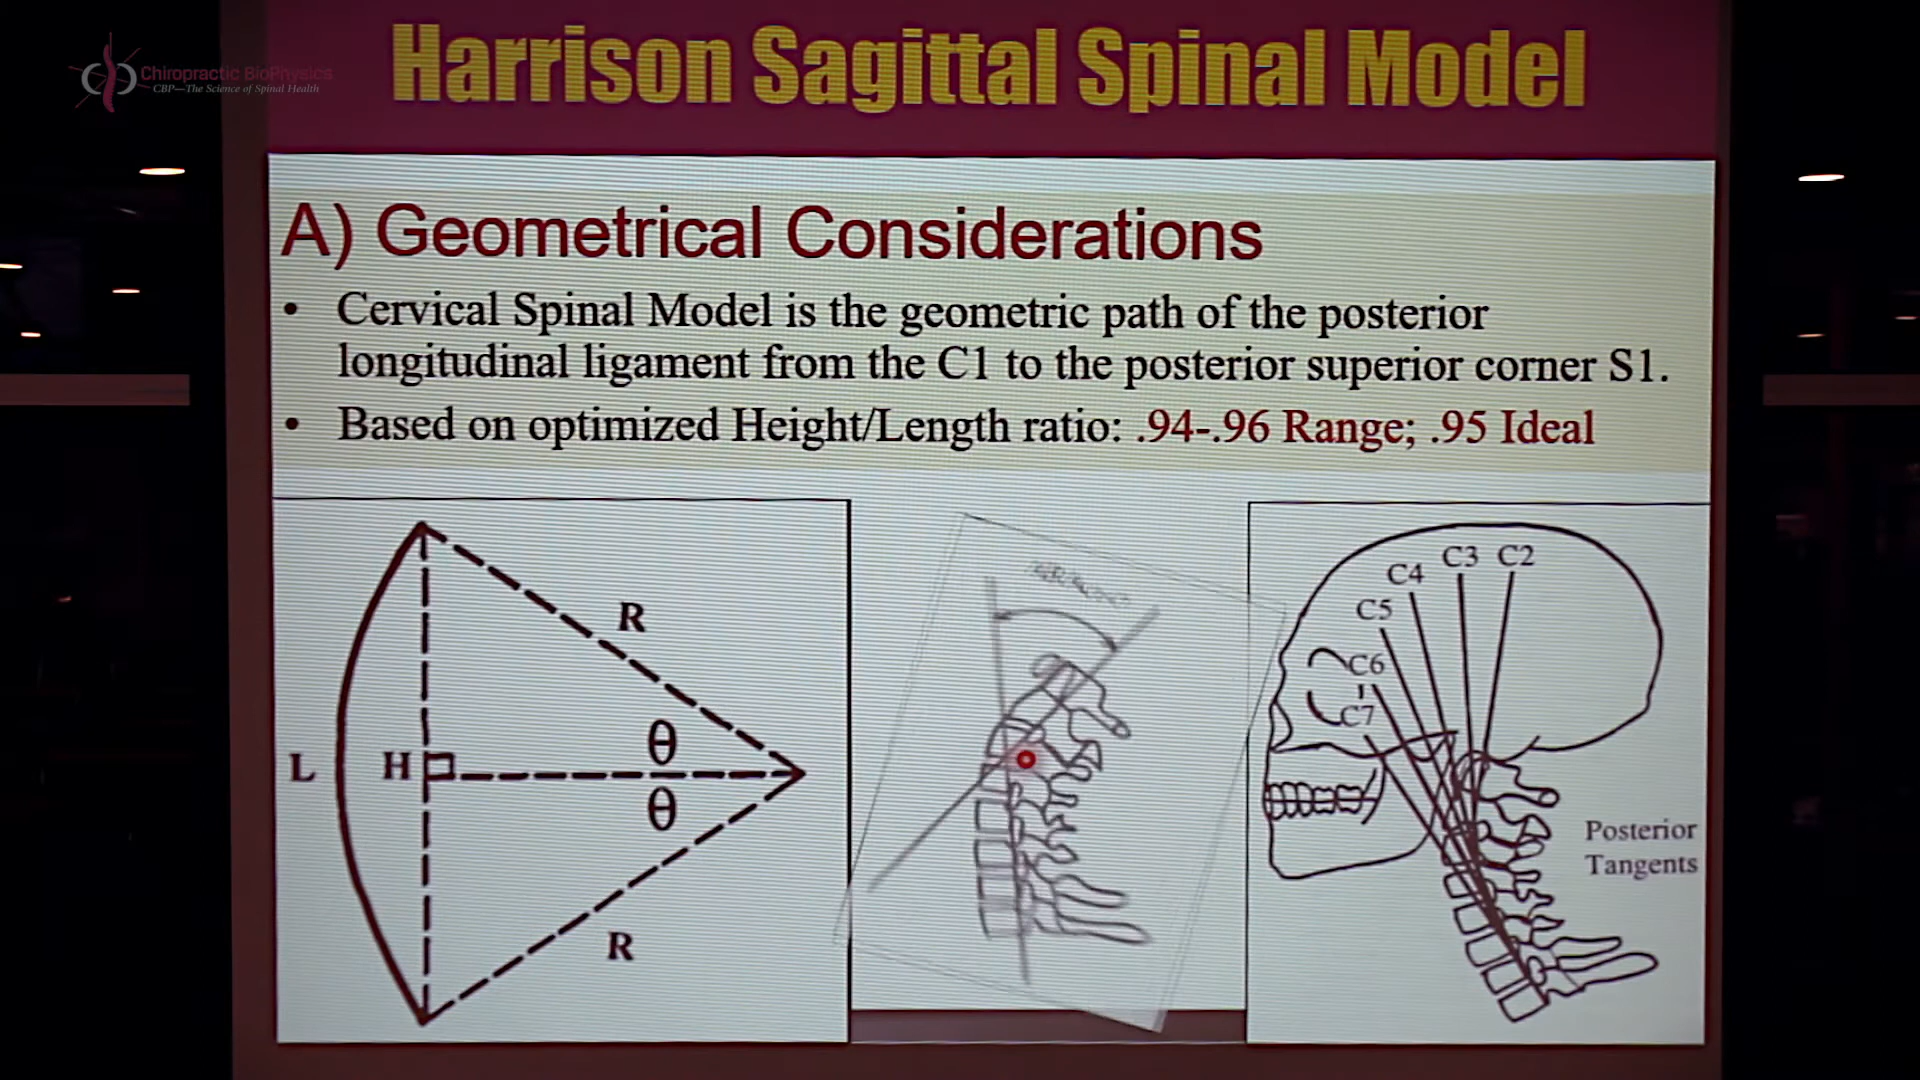 Chiropractic BioPhysics
CBP—The Science of Spinal Health
Harrison Sagittal Spinal Model
A) Geometrical Considerations
• Cervical Spinal Model is the geometric path of the posterior
longitudinal ligament from the C1 to the posterior superior corner S1.
• Based on optimized Height/Length ratio: .94-.96 Range; .95 Ideal
R
θ
L
H
θ
R
C2
C3
C4
C5
C6
C7
Posterior
Tangents